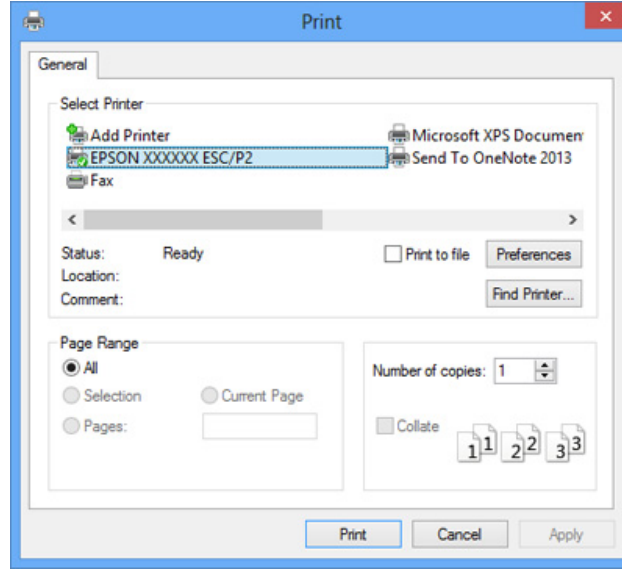 Print
General
Select Printer
Add Printer
Microsoft XPS Documen
EPSON XXXXXX ESC/P2
Send To OneNote 2013
Fax
Status: Ready
Print to file
Preferences
Location:
Comment:
Find Printer...
Page Range
All
Selection
Current Page
Pages:
Number of copies: 1
Collate
1 1 2 2 3 3
Print
Cancel
Apply